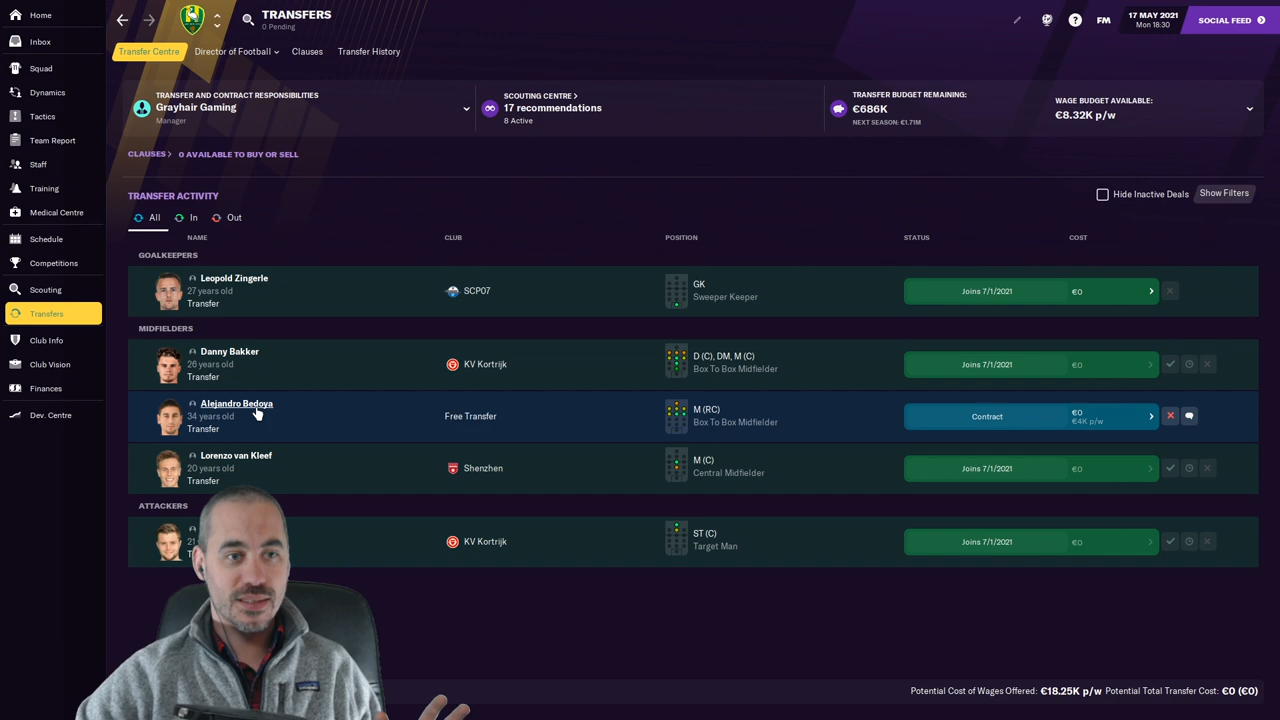 Home
Inbox
Squad
Dynamics
Tactics
Team Report
Staff
Training
Medical Centre
Schedule
Competitions
Scouting
Transfers
Club Info
Club Vision
Finances
Dev. Centre
TRANSFERS
0 Pending
FM
17 MAY 2021
Mon 18:30
SOCIAL FEED
Transfer Centre
Director of Football
Clauses
Transfer History
TRANSFER AND CONTRACT RESPONSIBILITIES
Grayhair Gaming
Manager
SCOUTING CENTRE >
17 recommendations
8 Active
TRANSFER BUDGET REMAINING:
€686K
NEXT SEASON: €1.71M
WAGE BUDGET AVAILABLE:
€8.32K p/w
CLAUSES > 0 AVAILABLE TO BUY OR SELL
TRANSFER ACTIVITY
Hide Inactive Deals
Show Filters
All In Out
NAME CLUB POSITION STATUS COST
GOALKEEPERS
Leopold Zingerle
27 years old
Transfer
SCP07
GK
Sweeper Keeper
Joins 7/1/2021 €0
MIDFIELDERS
Danny Bakker
26 years old
Transfer
KV Kortrijk
D (C), DM, M (C)
Box To Box Midfielder
Joins 7/1/2021 €0
Alejandro Bedoya
34 years old
Transfer
Free Transfer
M (RC)
Box To Box Midfielder
Contract
€0
€4K p/w
Lorenzo van Kleef
20 years old
Transfer
Shenzhen
M (C)
Central Midfielder
Joins 7/1/2021 €0
ATTACKERS
KV Kortrijk
ST (C)
Target Man
Joins 7/1/2021 €0
Potential Cost of Wages Offered: €18.25K p/w Potential Total Transfer Cost: €0 (€0)